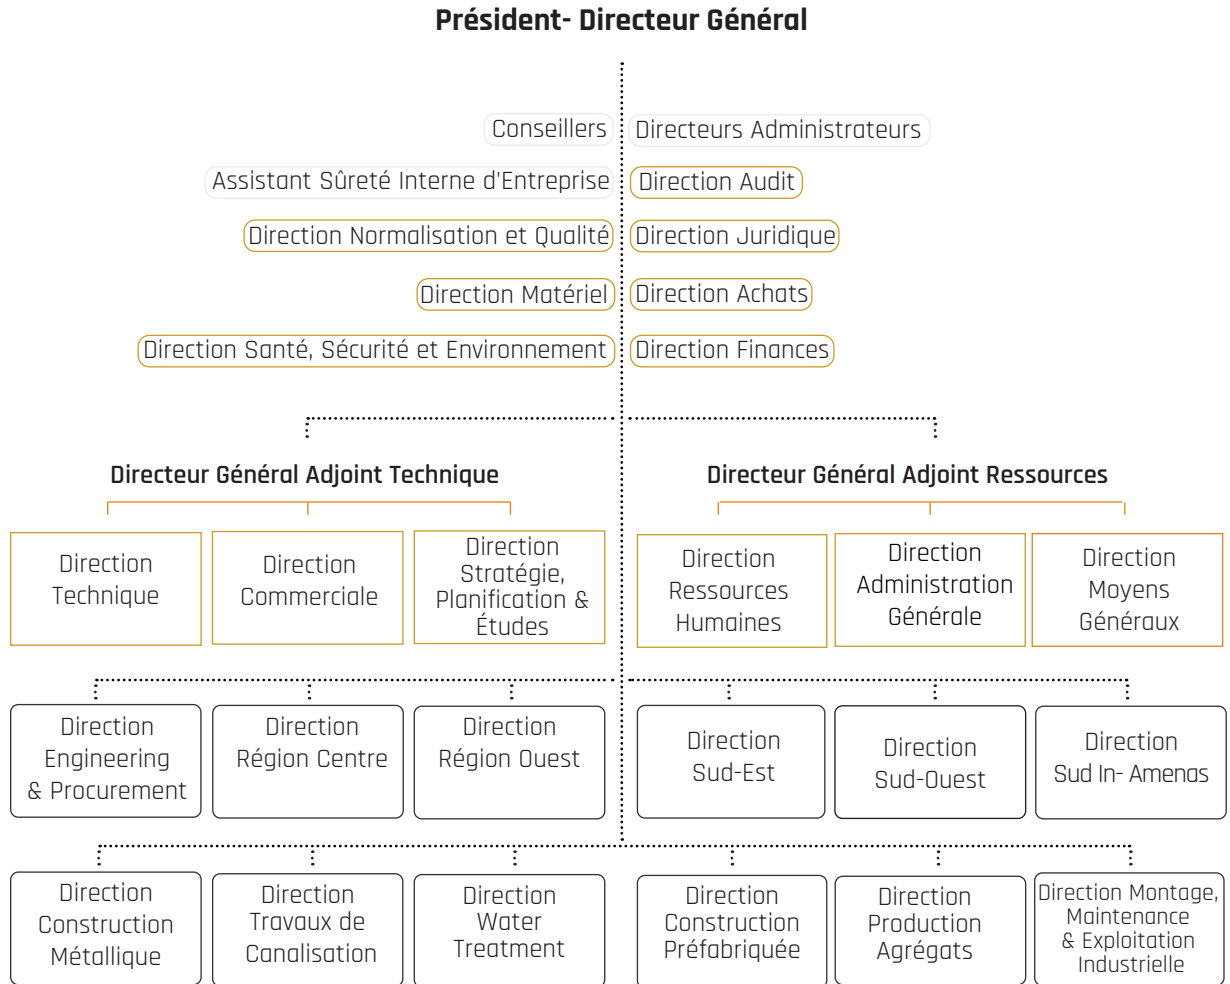 Président- Directeur Général
Conseillers
Directeurs Administrateurs
Assistant Sûreté Interne d'Entreprise
Direction Audit
Direction Normalisation et Qualité
Direction Juridique
Direction Matériel
Direction Achats
Direction Santé, Sécurité et Environnement
Direction Finances
Directeur Général Adjoint Technique
Directeur Général Adjoint Ressources
Direction
Technique
Direction
Commerciale
Direction
Stratégie,
Planification &
Études
Direction
Ressources
Humaines
Direction
Administration
Générale
Direction
Moyens
Généraux
Direction
Engineering
& Procurement
Direction
Région Centre
Direction
Région Ouest
Direction
Sud-Est
Direction
Sud-Ouest
Direction
Sud In- Amenas
Direction
Construction
Métallique
Direction
Travaux de
Canalisation
Direction
Water
Treatment
Direction
Construction
Préfabriquée
Direction
Production
Agrégats
Direction Montage,
Maintenance
& Exploitation
Industrielle